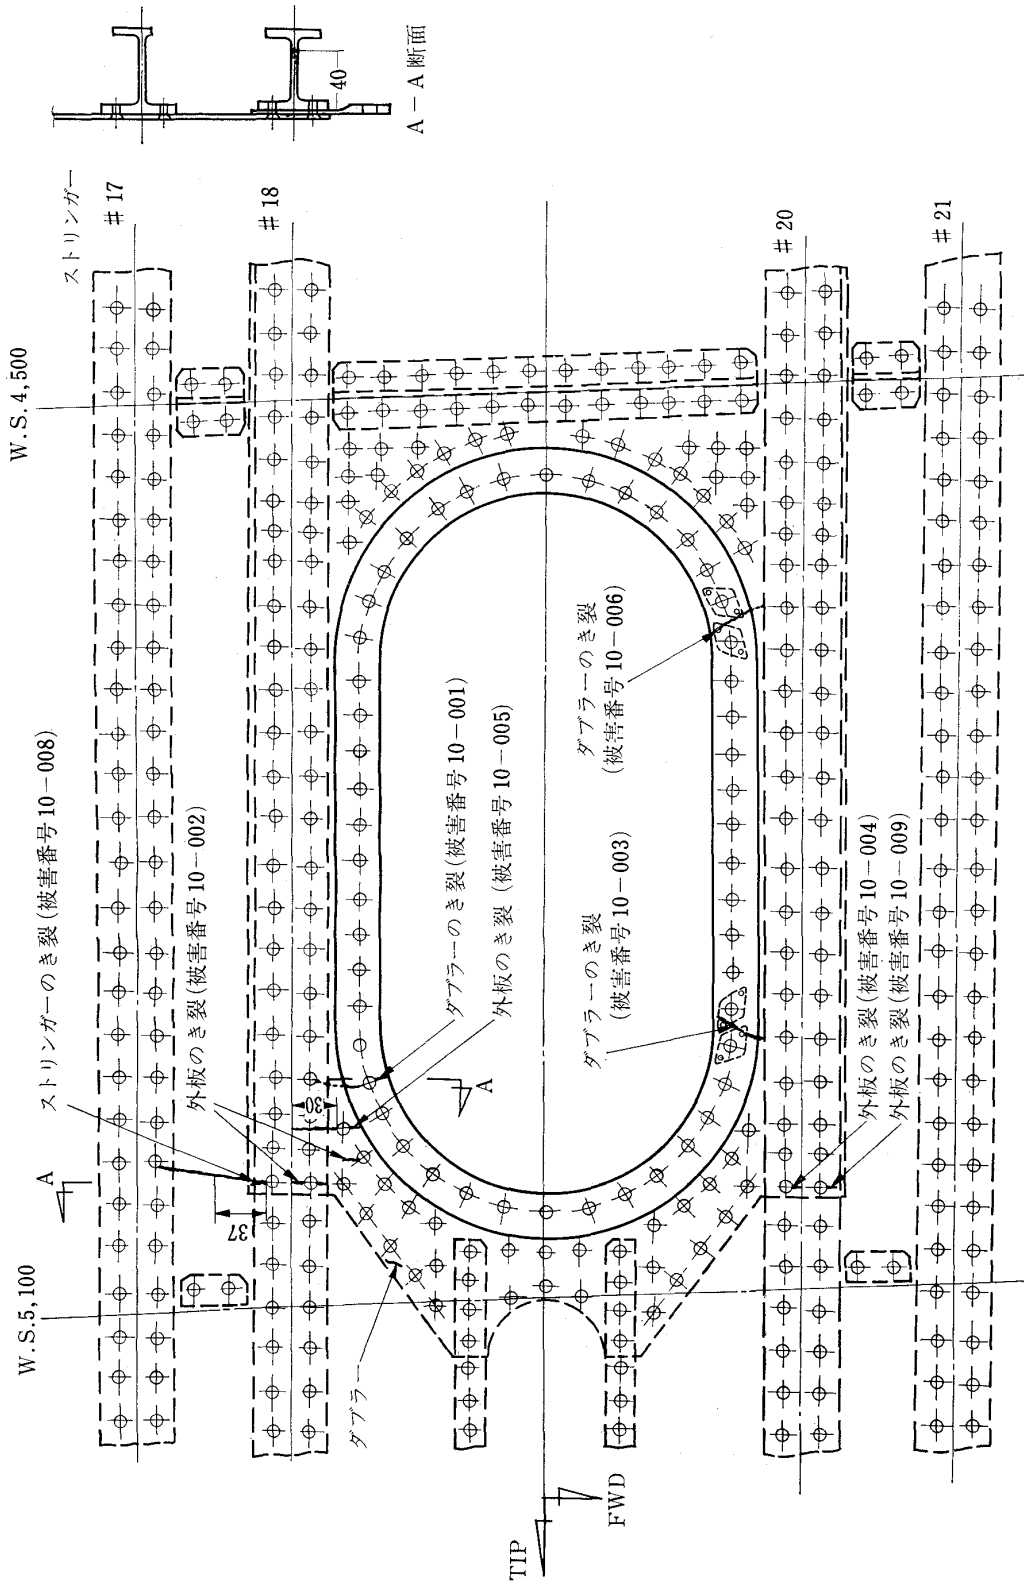 A－A断面
40
ストリンガー
＃17
＃18
＃20
＃21
W.S.4,500
W.S.5,100
ストリンガーのき裂(被害番号10－008)
外板のき裂(被害番号10－002)
ダブラーのき裂(被害番号10－001)
外板のき裂(被害番号10－005)
ダブラーのき裂
(被害番号10－006)
ダブラーのき裂
(被害番号10－003)
外板のき裂(被害番号10－004)
外板のき裂(被害番号10－009)
A
A
30
37
ダブラー
TIP
FWD